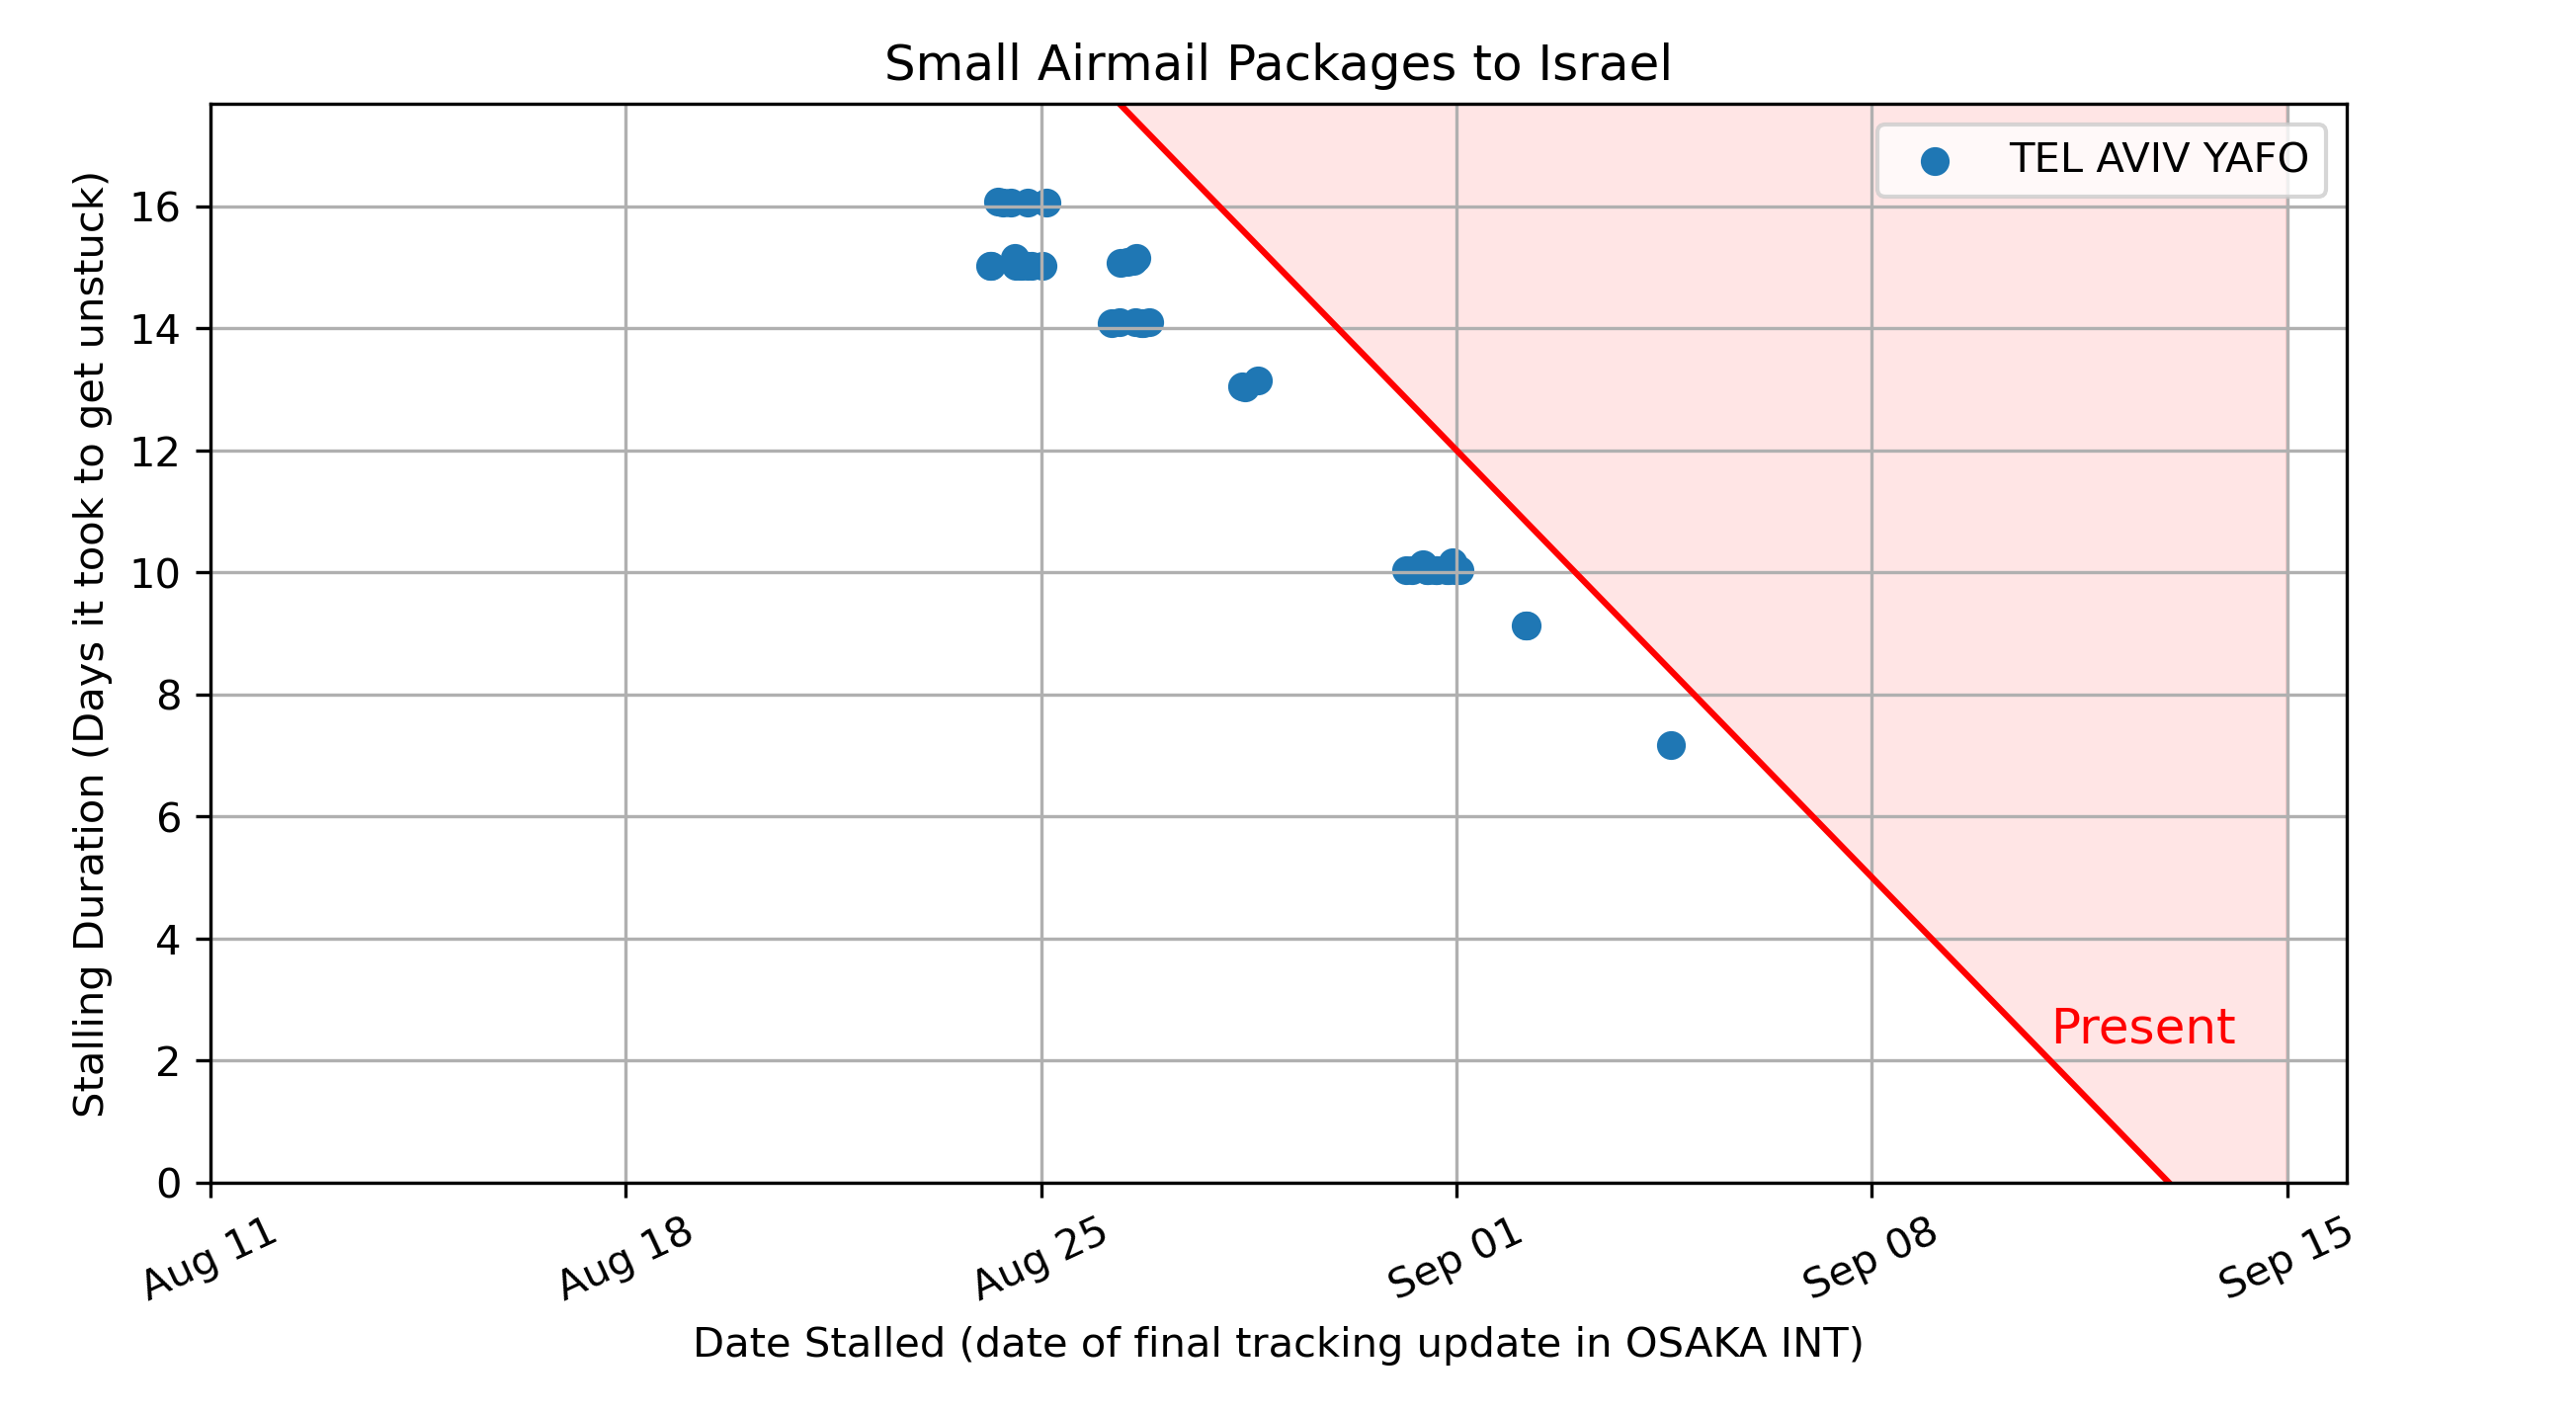 Small Airmail Packages to Israel
TEL AVIV YAFO
Stalling Duration (Days it took to get unstuck)
16
14
12
10
8
6
4
2
0
Present
Aug 11
Aug 18
Aug 25
Sep 01
Sep 08
Sep 15
Date Stalled (date of final tracking update in OSAKA INT)